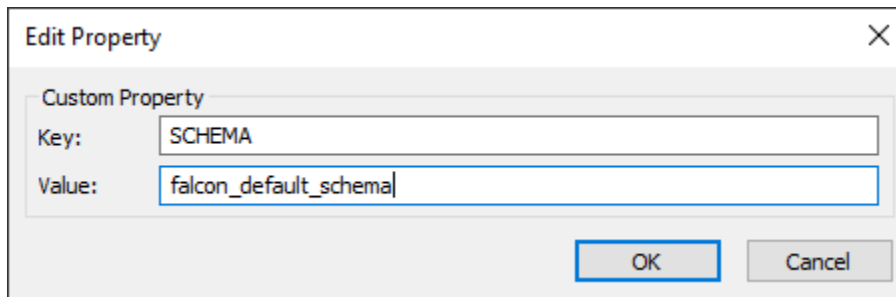 Edit Property
Custom Property
Key: SCHEMA
Value: falcon_default_schema
OK Cancel